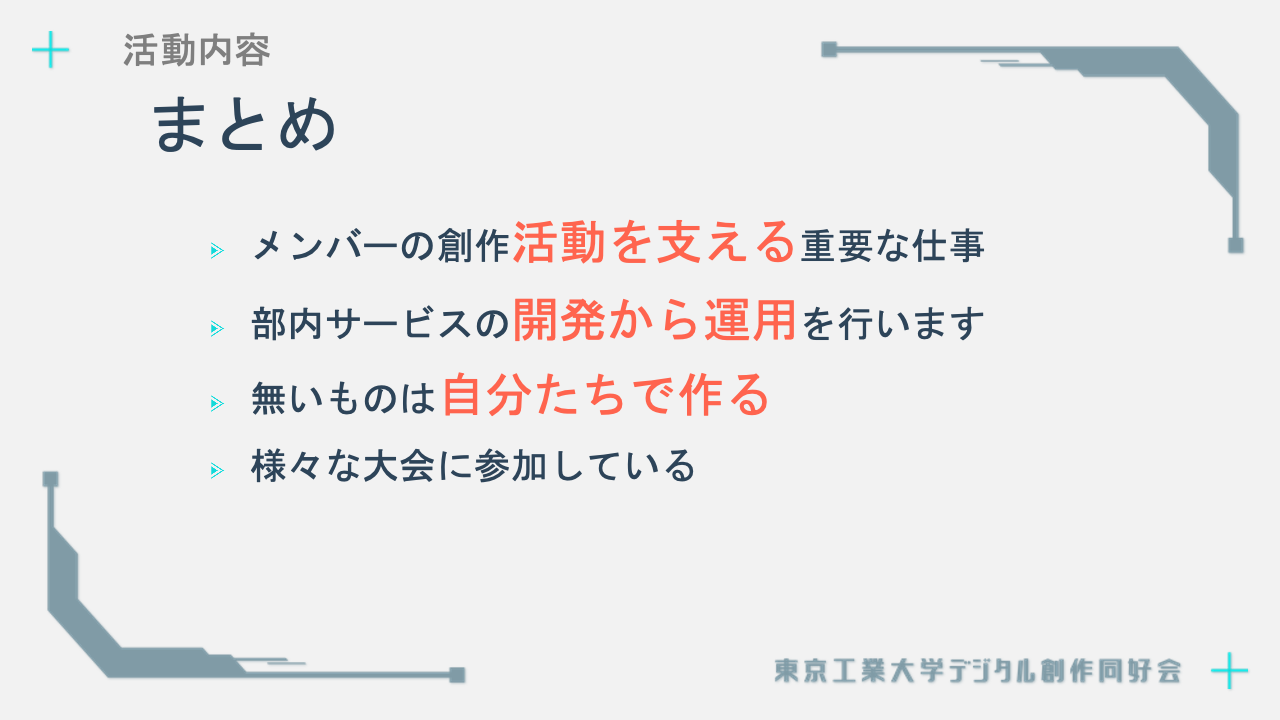 活動内容
まとめ
メンバーの創作活動を支える重要な仕事
部内サービスの開発から運用を行います
無いものは自分たちで作る
様々な大会に参加している
東京工業大学デジタル創作同好会